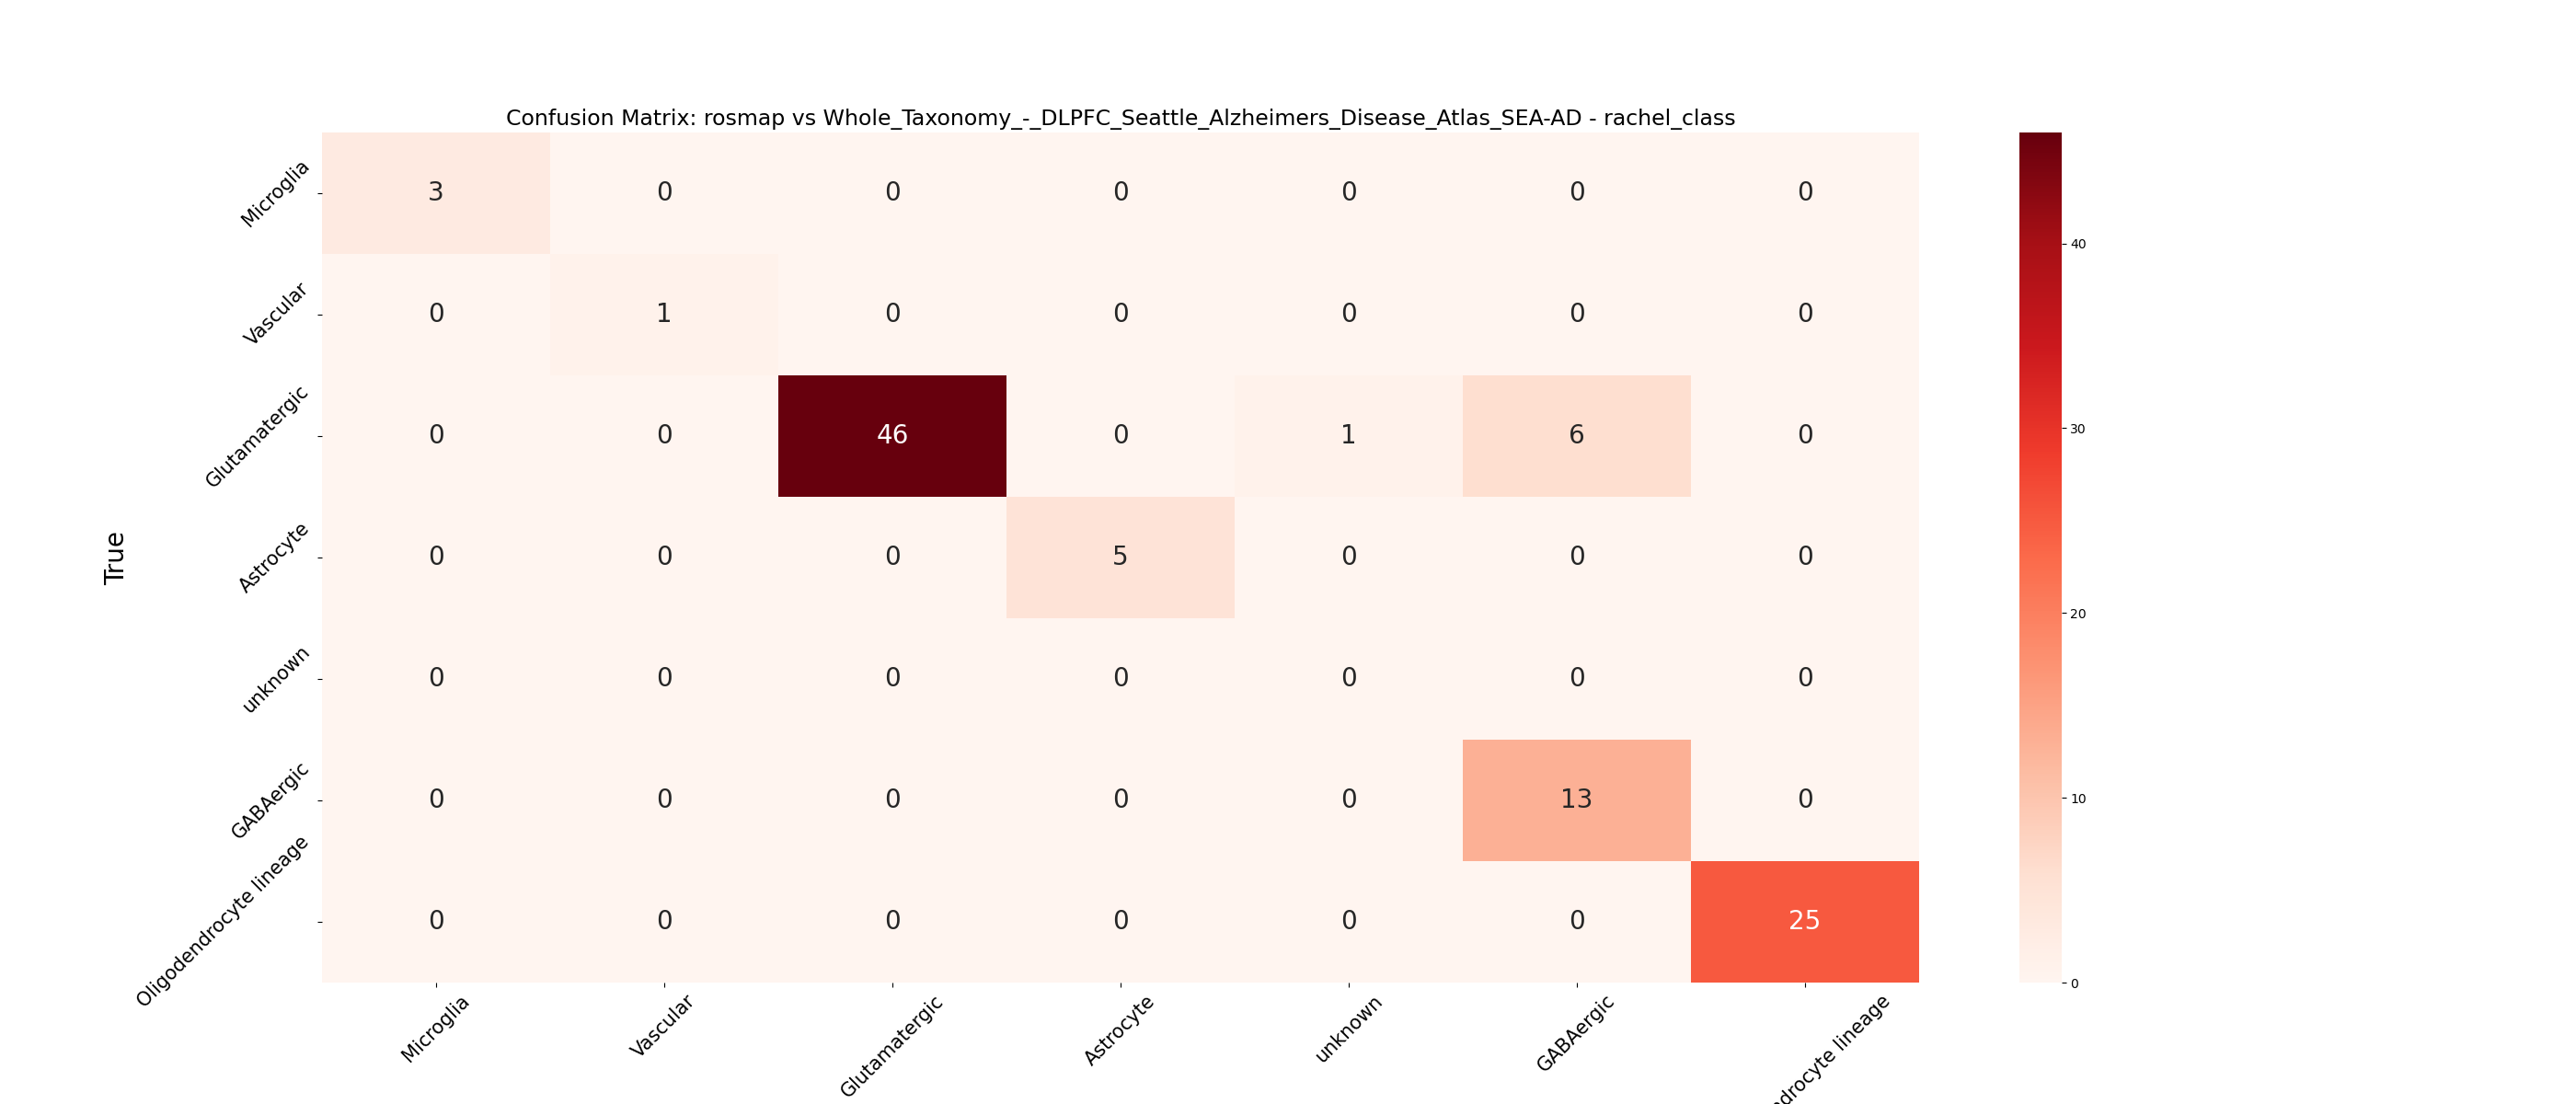 Confusion Matrix: rosmap vs Whole_Taxonomy_-_DLPFC_Seattle_Alzheimers_Disease_Atlas_SEA-AD - rachel_class
Microglia 3 0 0 0 0 0 0
Vascular 0 1 0 0 0 0 0
Glutamatergic 0 0 46 0 1 6 0
Astrocyte 0 0 0 5 0 0 0
unknown 0 0 0 0 0 0 0
GABAergic 0 0 0 0 0 13 0
Oligodendrocyte lineage 0 0 0 0 0 0 25
True
Microglia Vascular Glutamatergic Astrocyte unknown GABAergic lineage
40
30
20
10
0